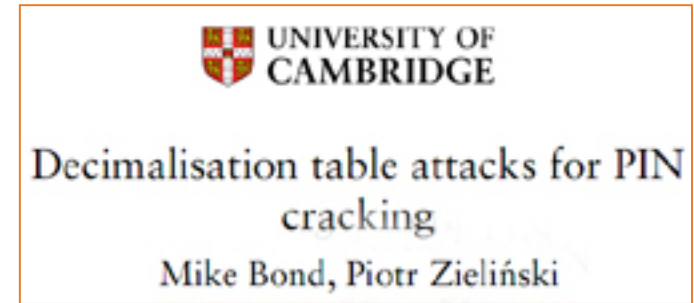 UNIVERSITY OF
CAMBRIDGE
Decimalisation table attacks for PIN
cracking
Mike Bond, Piotr Zieliński